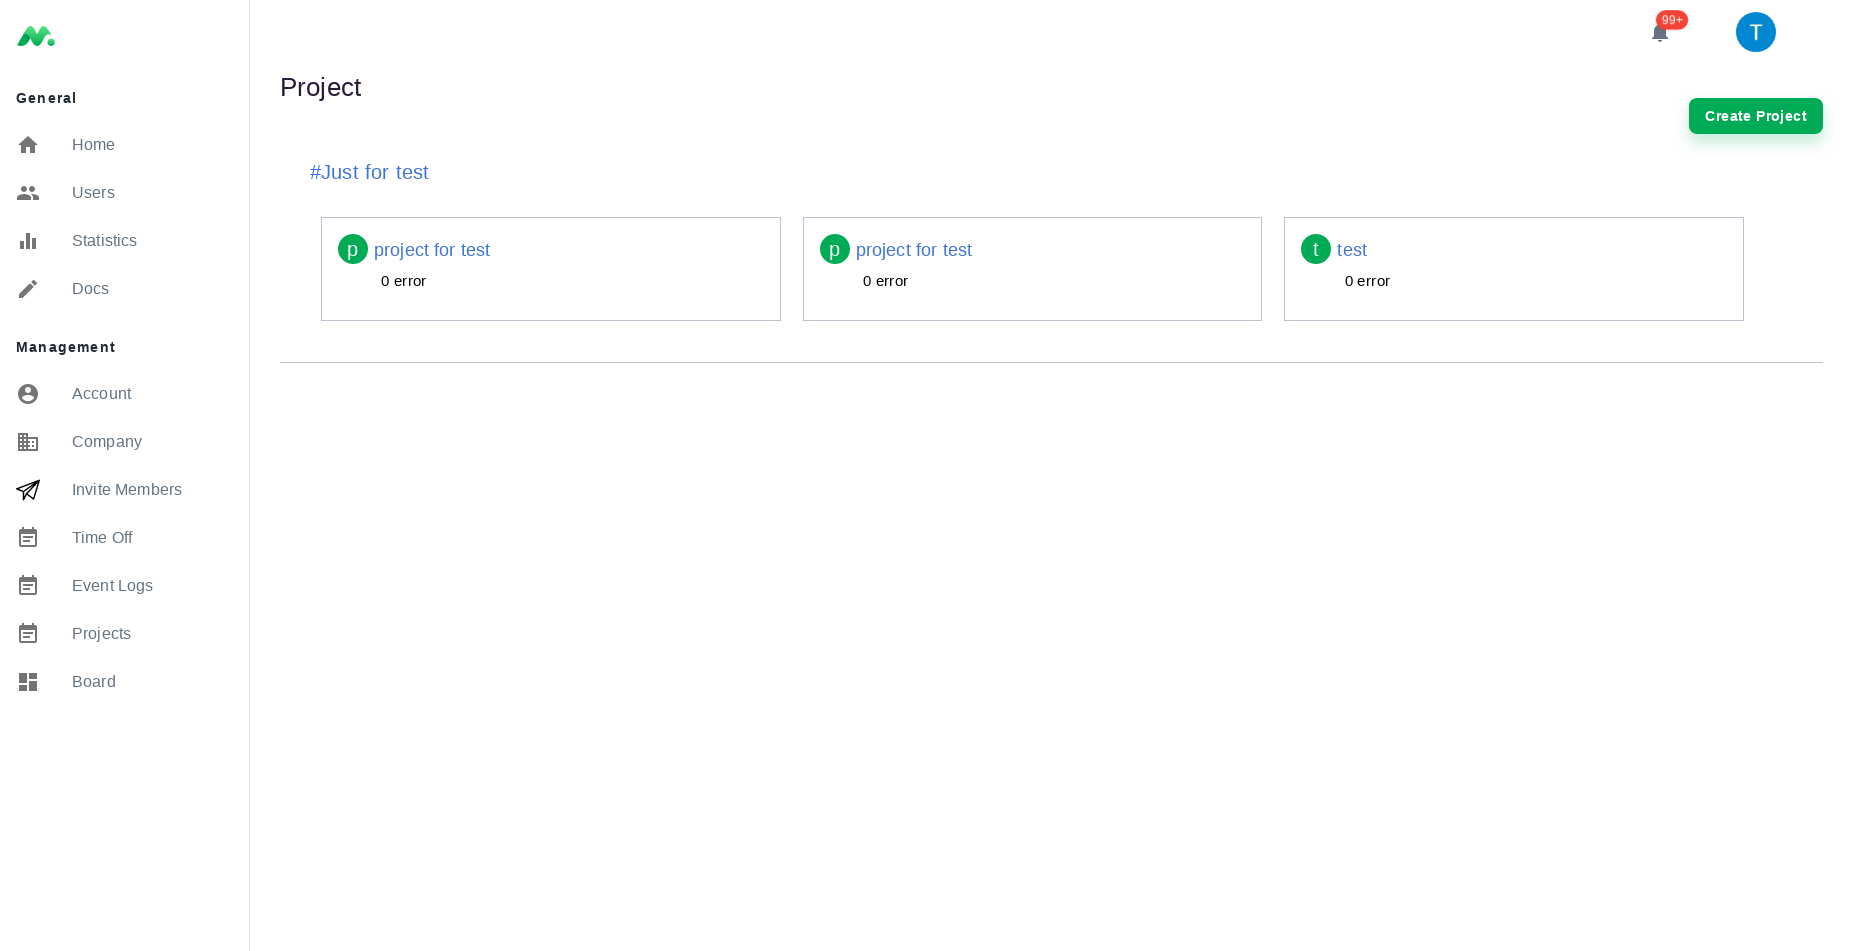 99+
T
General
Home
Users
Statistics
Docs
Management
Account
Company
Invite Members
Time Off
Event Logs
Projects
Board
Project
Create Project
#Just for test
p project for test
0 error
p project for test
0 error
t test
0 error